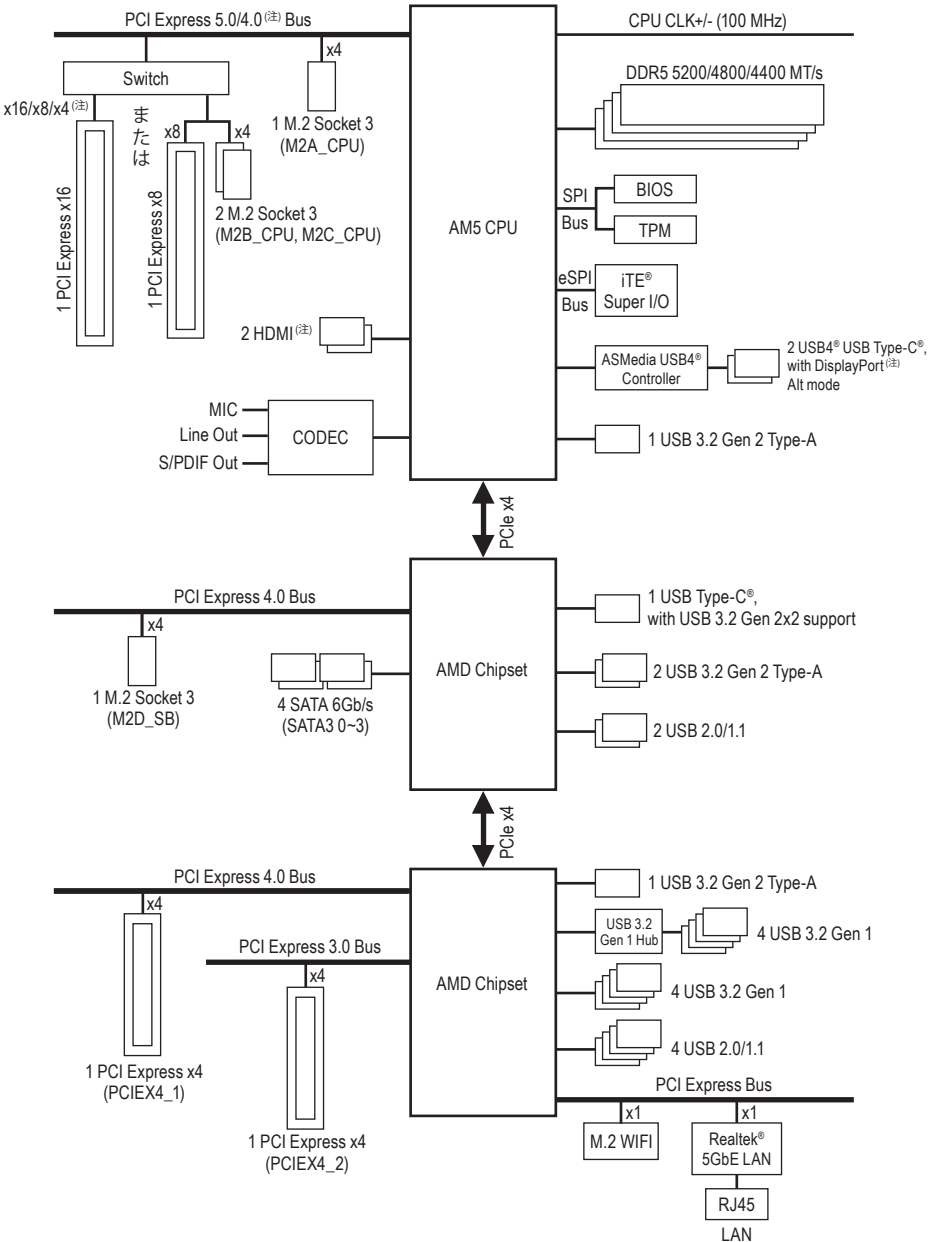 PCI Express 5.0/4.0(注) Bus
CPU CLK+/- (100 MHz)
x4
Switch
DDR5 5200/4800/4400 MT/s
x16/x8/x4(注)
または
x8
x4
1 M.2 Socket 3
(M2A_CPU)
1 PCI Express x16
1 PCI Express x8
2 M.2 Socket 3
(M2B_CPU, M2C_CPU)
AM5 CPU
SPI
Bus
BIOS
TPM
eSPI
Bus
iTE®
Super I/O
2 HDMI(注)
ASMedia USB4®
Controller
2 USB4® USB Type-C®,
with DisplayPort(注)
Alt mode
MIC
Line Out
S/PDIF Out
CODEC
1 USB 3.2 Gen 2 Type-A
PCIe x4
PCI Express 4.0 Bus
x4
1 M.2 Socket 3
(M2D_SB)
4 SATA 6Gb/s
(SATA3 0~3)
AMD Chipset
1 USB Type-C®,
with USB 3.2 Gen 2x2 support
2 USB 3.2 Gen 2 Type-A
2 USB 2.0/1.1
PCIe x4
PCI Express 4.0 Bus
x4
1 PCI Express x4
(PCIEX4_1)
PCI Express 3.0 Bus
x4
1 PCI Express x4
(PCIEX4_2)
AMD Chipset
1 USB 3.2 Gen 2 Type-A
USB 3.2
Gen 1 Hub
4 USB 3.2 Gen 1
4 USB 3.2 Gen 1
4 USB 2.0/1.1
PCI Express Bus
x1
x1
M.2 WIFI
Realtek®
5GbE LAN
RJ45
LAN